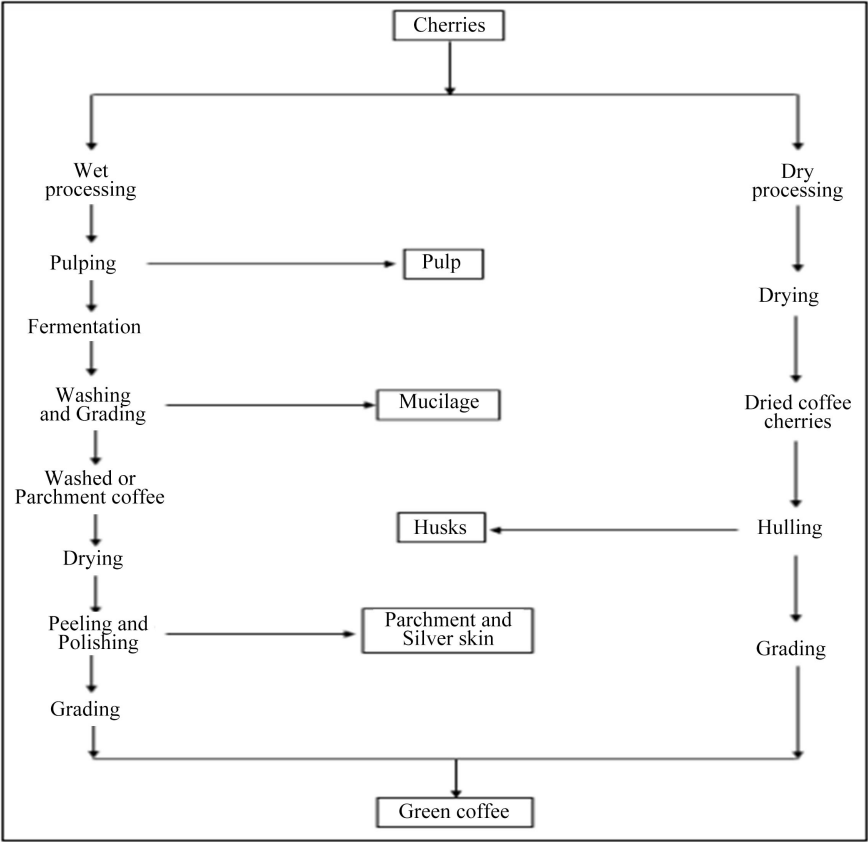 Cherries
Wet
processing
Dry
processing
Pulping
Pulp
Drying
Fermentation
Washing
and Grading
Mucilage
Dried coffee
cherries
Washed or
Parchment coffee
Husks
Hulling
Drying
Peeling and
Polishing
Parchment and
Silver skin
Grading
Grading
Green coffee